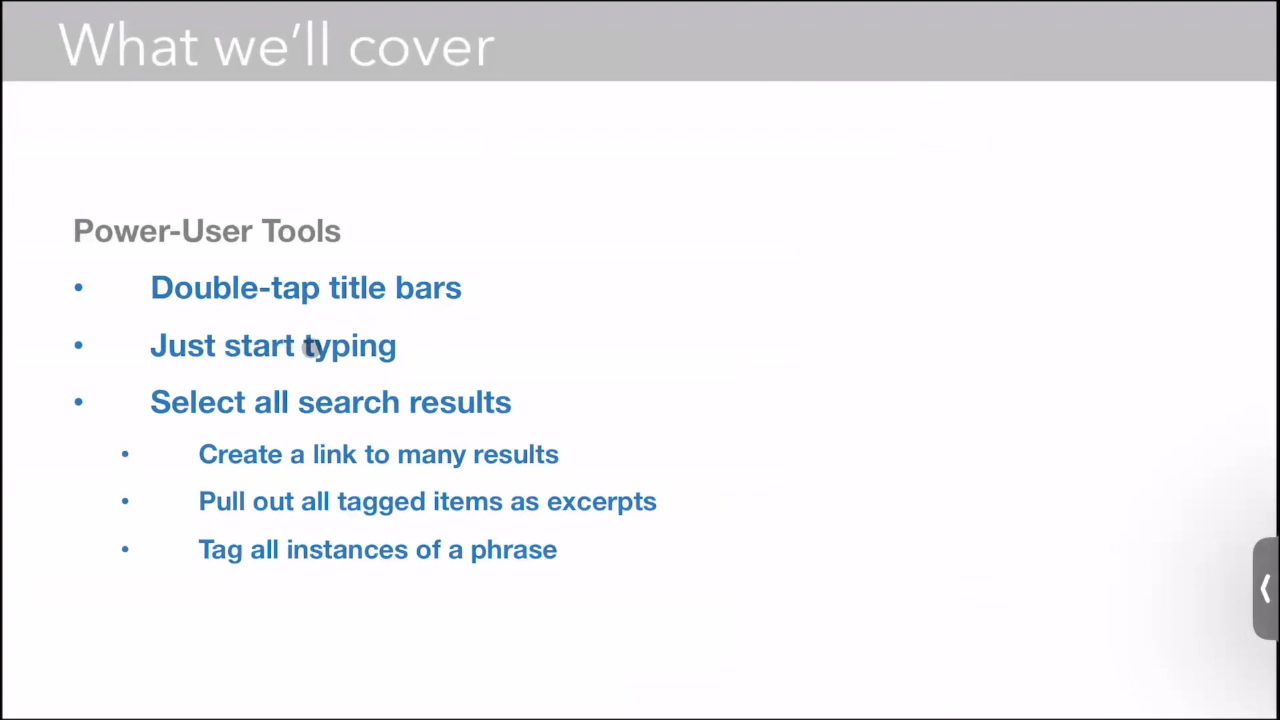 What we’ll cover
Power-User Tools
• Double-tap title bars
• Just start typing
• Select all search results
• Create a link to many results
• Pull out all tagged items as excerpts
• Tag all instances of a phrase